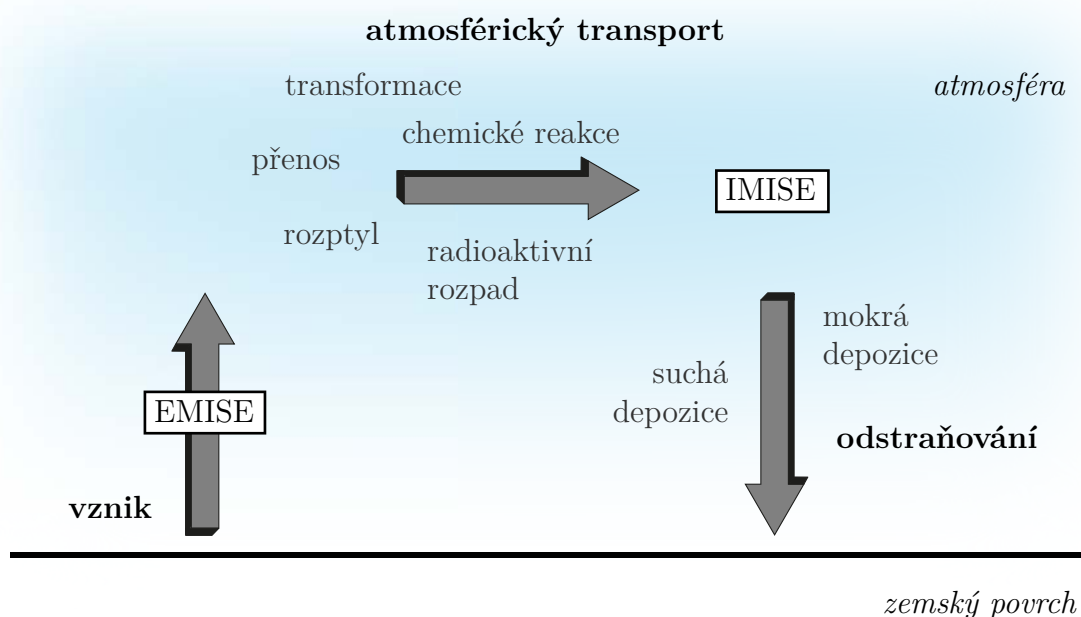 atmosférický transport
transformace
atmosféra
chemické reakce
přenos
IMISE
rozptyl
radioaktivní
rozpad
mokrá
depozice
suchá
depozice
EMISE
odstraňování
vznik
zemský povrch